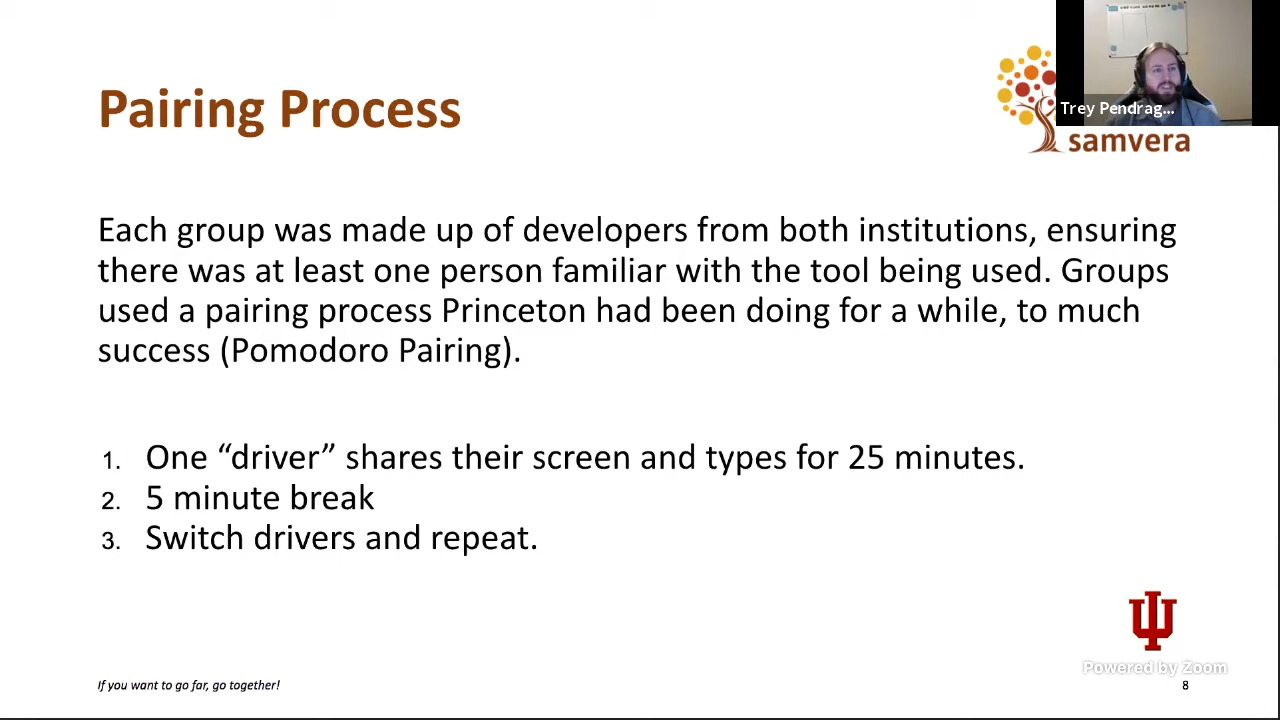 Pairing Process
Trey Pendrag...
samvera
Each group was made up of developers from both institutions, ensuring
there was at least one person familiar with the tool being used. Groups
used a pairing process Princeton had been doing for a while, to much
success (Pomodoro Pairing).
1. One “driver” shares their screen and types for 25 minutes.
2. 5 minute break
3. Switch drivers and repeat.
Powered by Zoom
If you want to go far, go together!
8